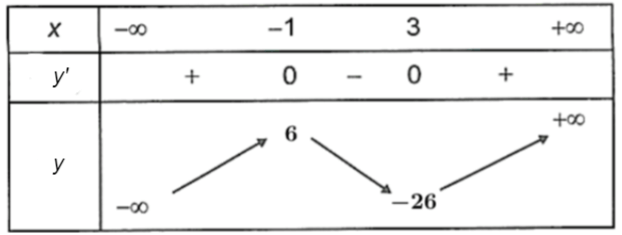 x −∞ −1 3 +∞
y' + 0 − 0 +
+∞
6
y
−26
−∞